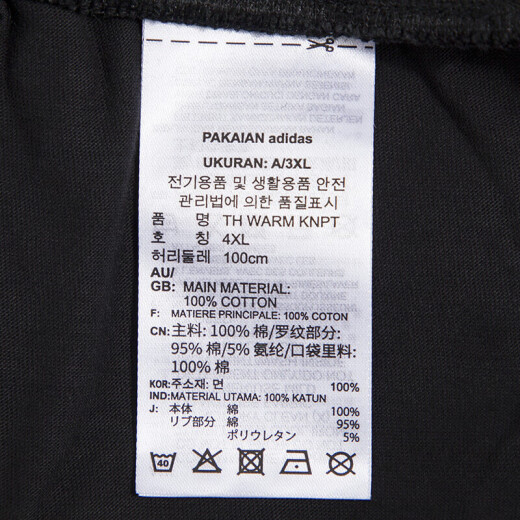 PAKAIAN adidas
UKURAN: A/3XL
전기용품 및 생활용품 안전
관리법에 의한 품질표시
품 명 TH WARM KNPT
호 칭 4XL
허리둘레 100cm
AU/
GB: MAIN MATERIAL:
100% COTTON
F: MATIERE PRINCIPALE: 100% COTON
CN: 主料: 100% 棉/罗纹部分:
95% 棉/5% 氨纶/口袋里料:
100% 棉
KOR:주소재: 면 100%
IND:MATERIAL UTAMA: 100% KATUN
J: 本体 綿 100%
リブ部分 綿 95%
ポリウレタン 5%
40